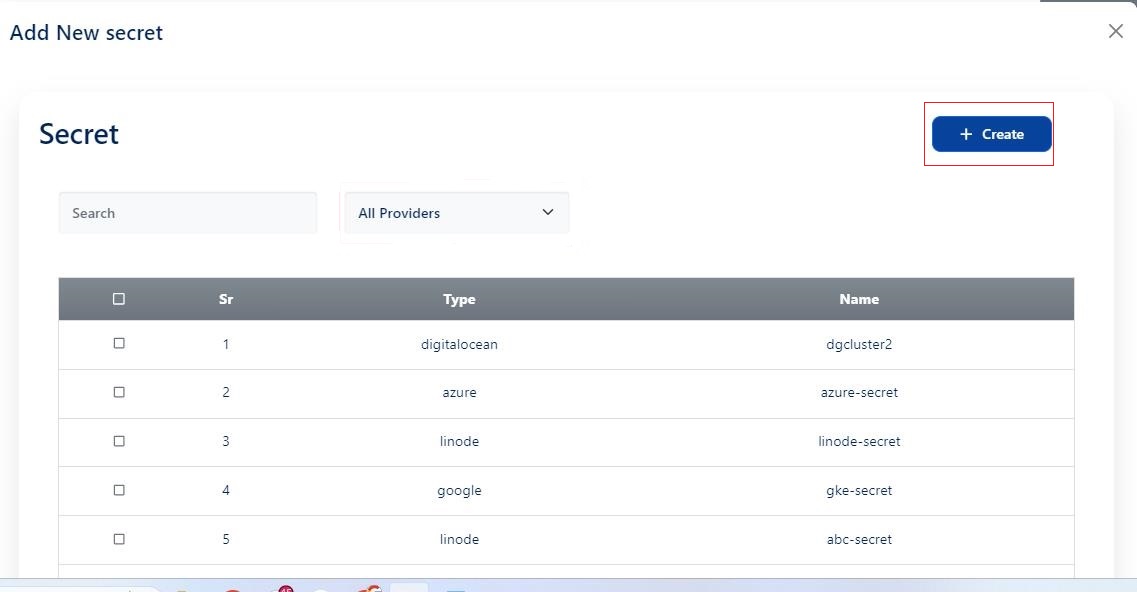 Add New secret
Secret
+ Create
Search
All Providers
Sr Type Name
1 digitalocean dgcluster2
2 azure azure-secret
3 linode linode-secret
4 google gke-secret
5 linode abc-secret